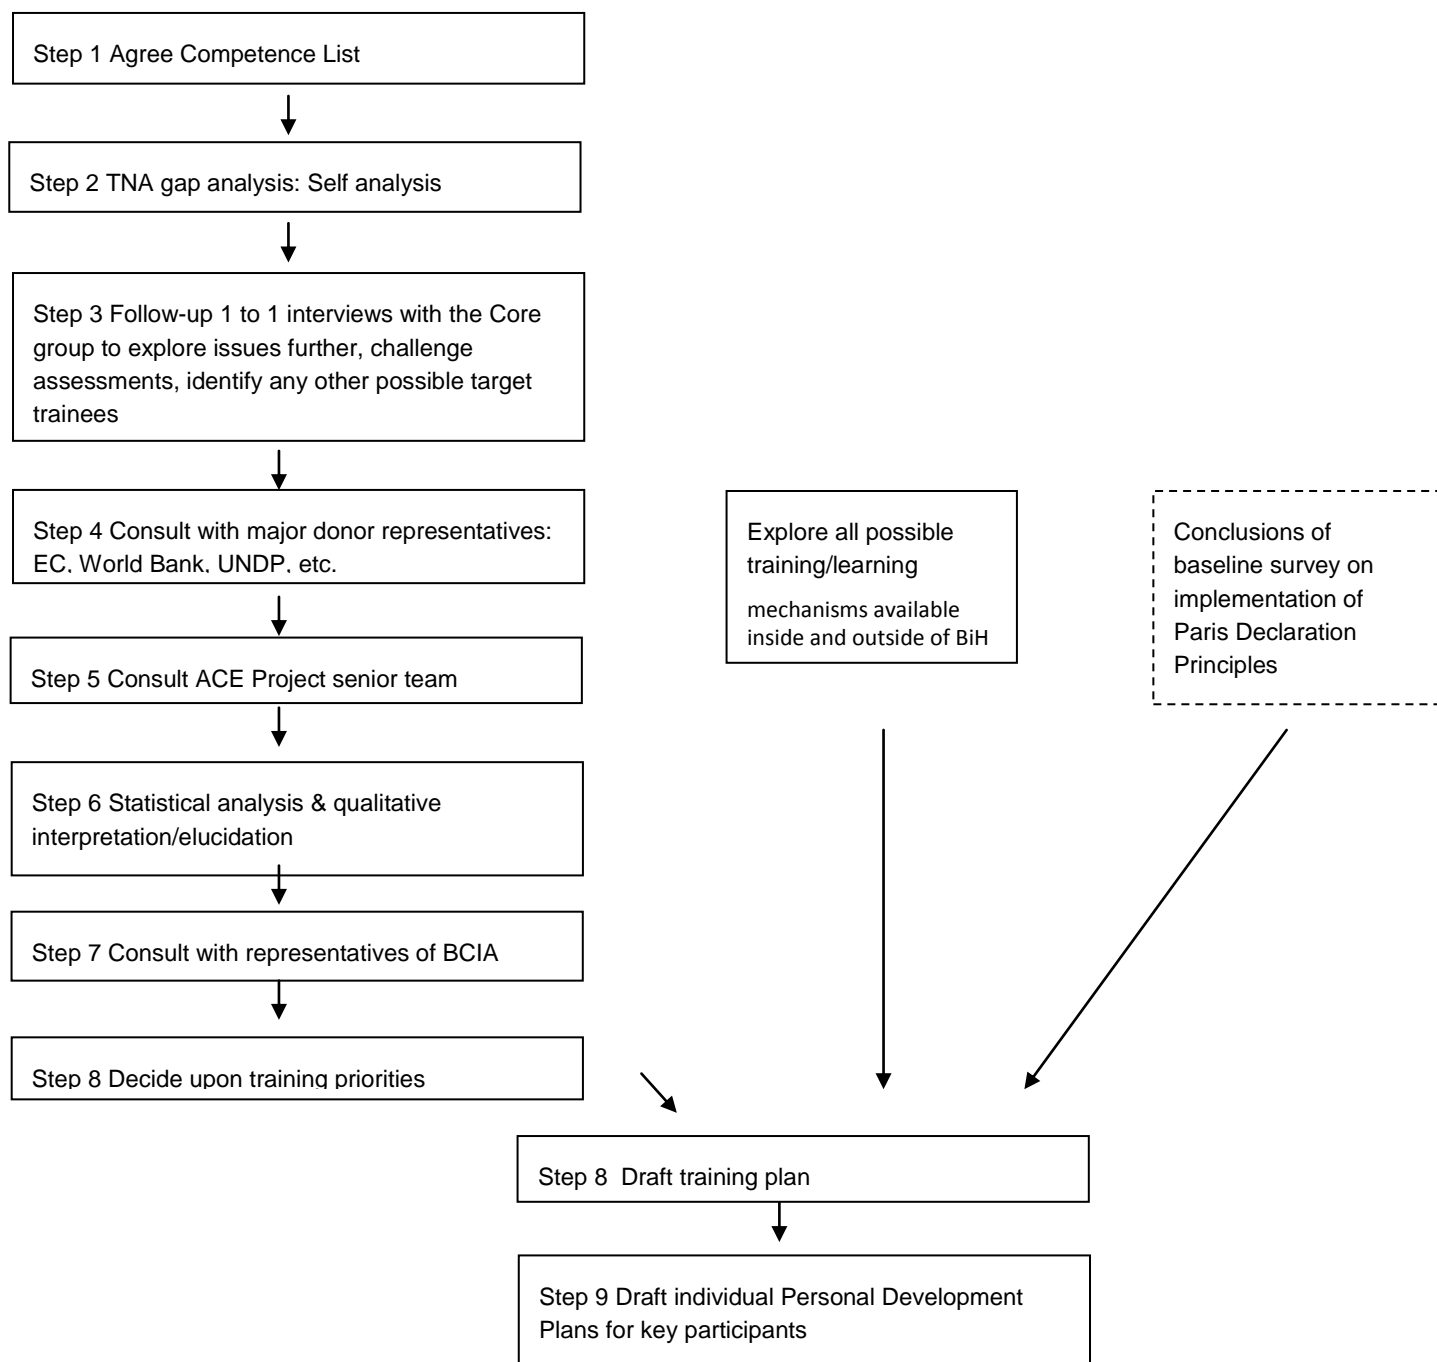 Step 1 Agree Competence List
Step 2 TNA gap analysis: Self analysis
Step 3 Follow-up 1 to 1 interviews with the Core
group to explore issues further, challenge
assessments, identify any other possible target
trainees
Step 4 Consult with major donor representatives:
EC, World Bank, UNDP, etc.
Explore all possible
training/learning
mechanisms available
inside and outside of BiH
Conclusions of
baseline survey on
implementation of
Paris Declaration
Principles
Step 5 Consult ACE Project senior team
Step 6 Statistical analysis & qualitative
interpretation/elucidation
Step 7 Consult with representatives of BCIA
Step 8 Decide upon training priorities
Step 8  Draft training plan
Step 9 Draft individual Personal Development
Plans for key participants